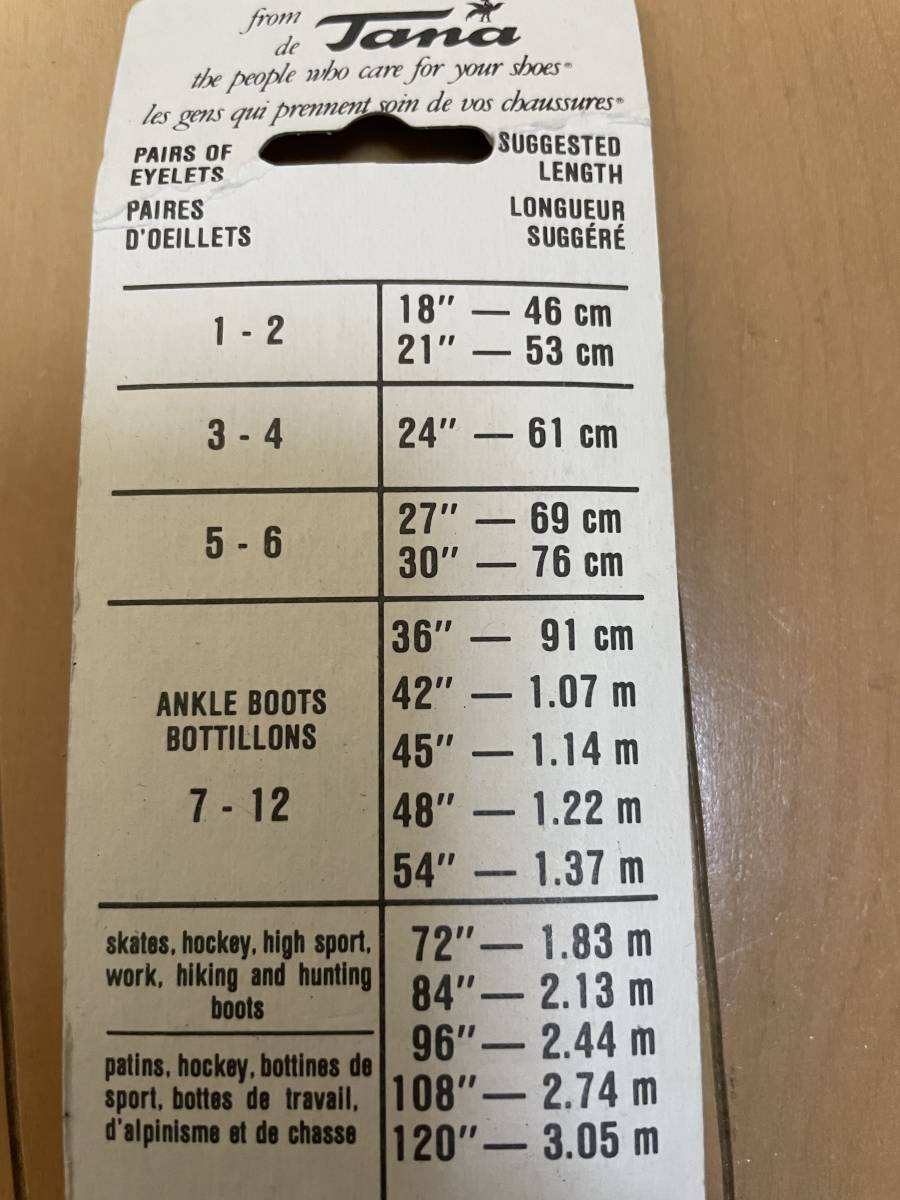 from
de Tana
the people who care for your shoes®
les gens qui prennent soin de vos chaussures®
PAIRS OF
EYELETS
PAIRES
D'OEILLETS
SUGGESTED
LENGTH
LONGUEUR
SUGGÉRÉ
1 - 2
18" — 46 cm
21" — 53 cm
3 - 4
24" — 61 cm
5 - 6
27" — 69 cm
30" — 76 cm
ANKLE BOOTS
BOTTILLONS
7 - 12
36" — 91 cm
42" — 1.07 m
45" — 1.14 m
48" — 1.22 m
54" — 1.37 m
skates, hockey, high sport,
work, hiking and hunting
boots
patins, hockey, bottines de
sport, bottes de travail,
d'alpinisme et de chasse
72" — 1.83 m
84" — 2.13 m
96" — 2.44 m
108" — 2.74 m
120" — 3.05 m